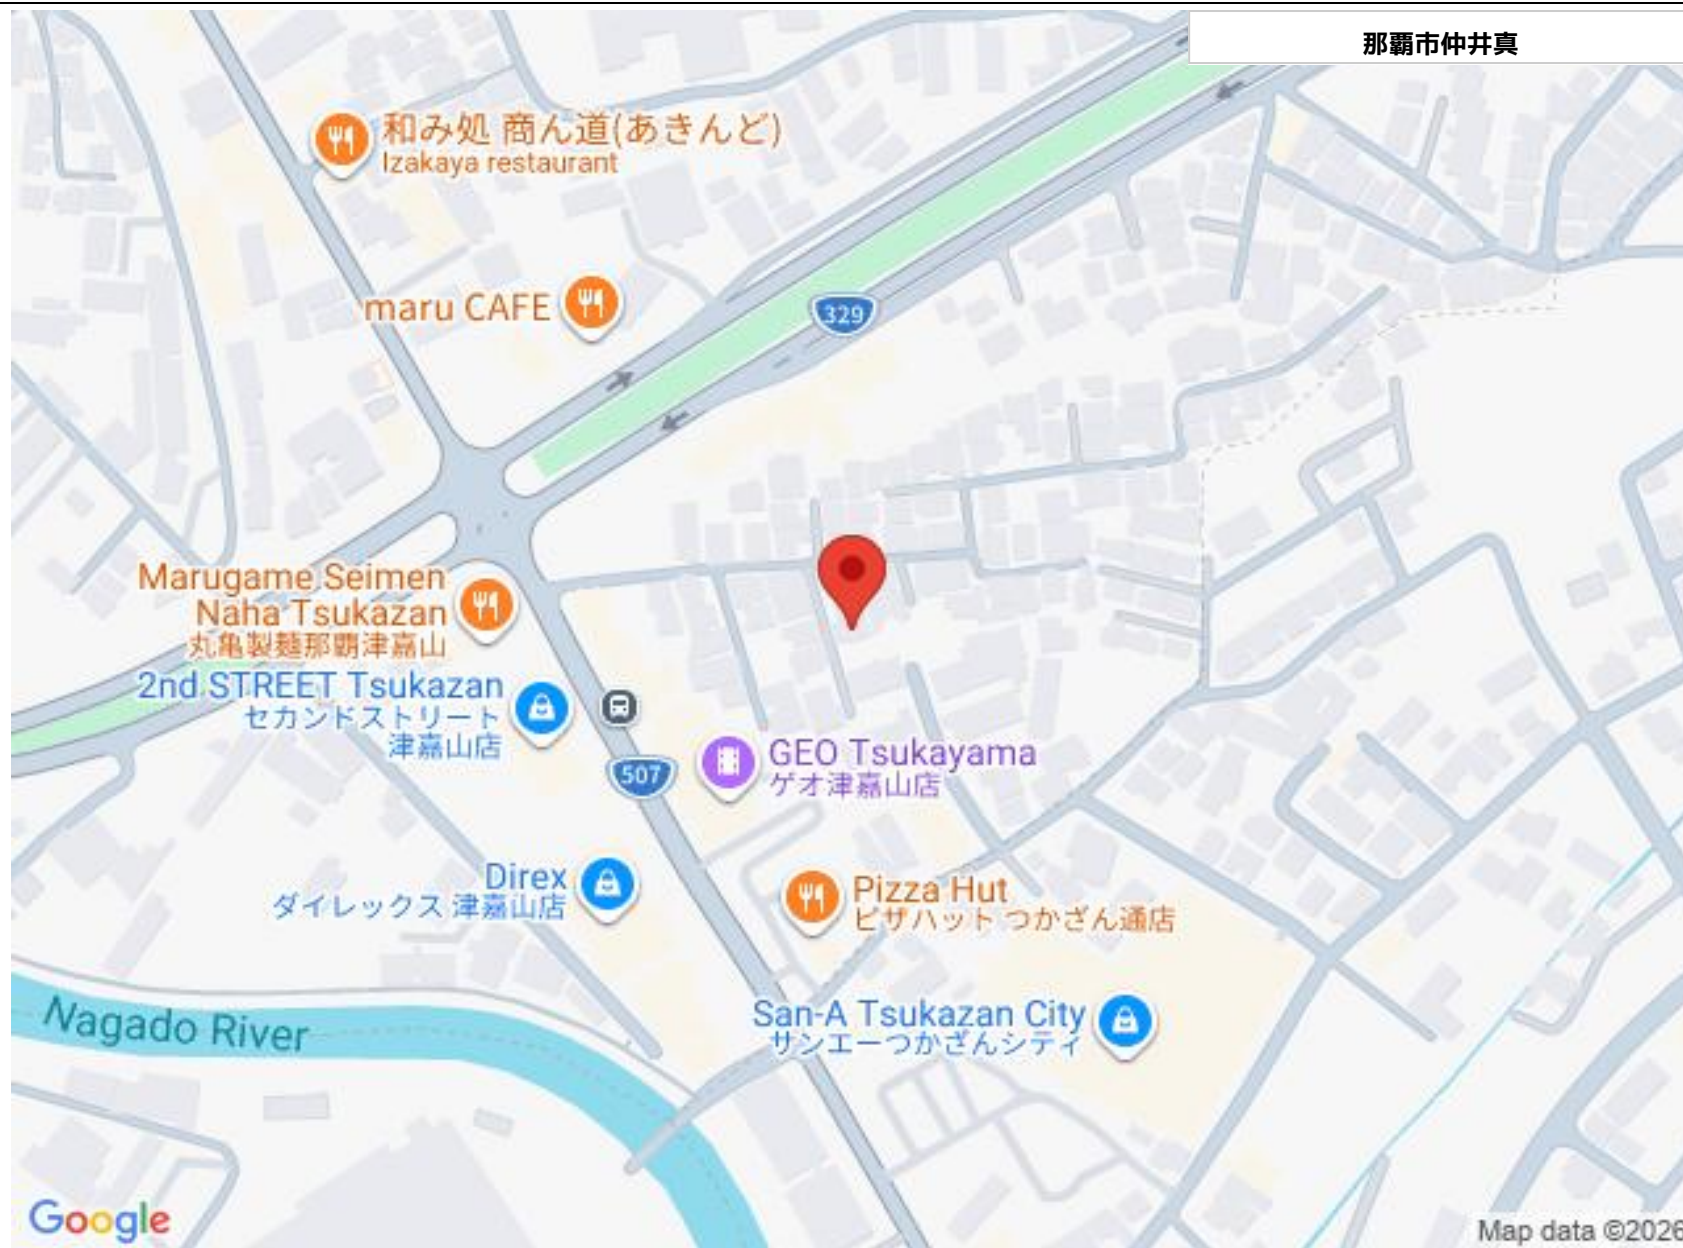 那覇市仲井真
和み処 商ん道(あきんど)
Izakaya restaurant
maru CAFE
329
Marugame Seimen
Naha Tsukazan
丸亀製麺那覇津嘉山
2nd STREET Tsukazan
セカンドストリート
津嘉山店
507
GEO Tsukayama
ゲオ津嘉山店
Direx
ダイレックス 津嘉山店
Pizza Hut
ピザハット つかざん通店
San-A Tsukazan City
サンエーつかざんシティ
Nagado River
Google
Map data ©2026